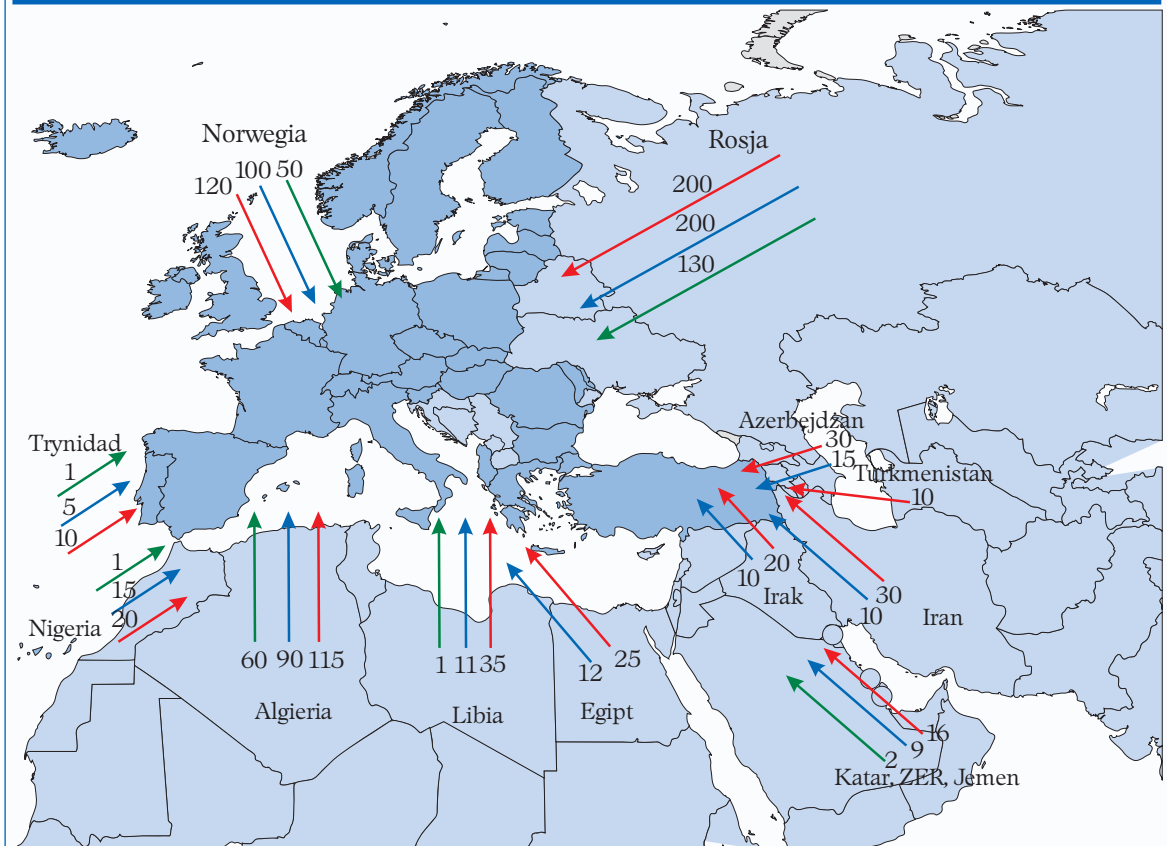 Norwegia
120 100 50
Rosja
200
200
130
Trynidad
1
5
10
1
15
20
Nigeria
60 90 115
Algieria
1 11 35
Libia
12 25
Egipt
Azerbejdżan
30
15
Turkmenistan
10
10 20
Irak
30
10
Iran
16
9
2
Katar, ZER, Jemen